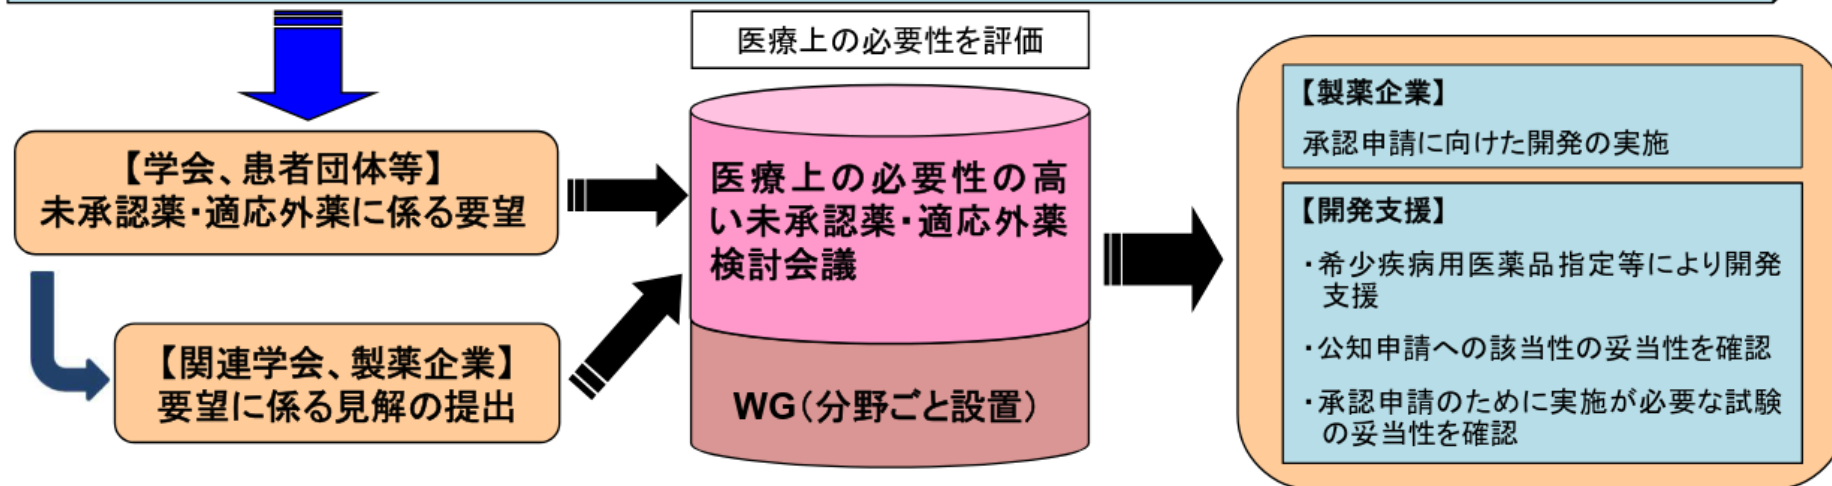 医療上の必要性を評価
【学会、患者団体等】
未承認薬・適応外薬に係る要望
【関連学会、製薬企業】
要望に係る見解の提出
医療上の必要性の高
い未承認薬・適応外薬
検討会議
WG(分野ごと設置)
【製薬企業】
承認申請に向けた開発の実施
【開発支援】
・希少疾病用医薬品指定等により開発
支援
・公知申請への該当性の妥当性を確認
・承認申請のために実施が必要な試験
の妥当性を確認